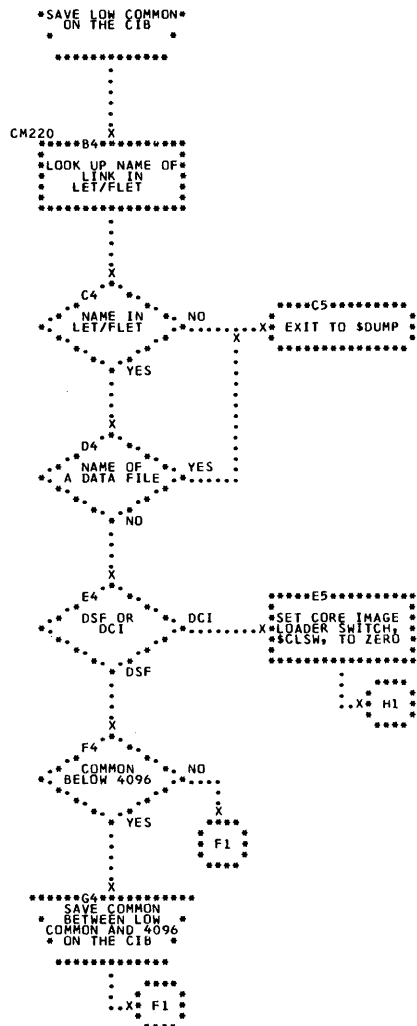 SAVE LOW COMMON
ON THE CIB
CM220
B4
LOOK UP NAME OF
LINK IN
LET/FLET
C4
NAME IN
LET/FLET
NO
YES
C5
EXIT TO $DUMP
D4
NAME OF
A DATA FILE
YES
NO
E4
DSF OR
DCI
DCI
DSF
E5
SET CORE IMAGE
LOADER SWITCH,
$CLSW, TO ZERO
H1
F4
COMMON
BELOW 4096
NO
YES
F1
G4
SAVE COMMON
BETWEEN LOW
COMMON AND 4096
ON THE CIB
F1